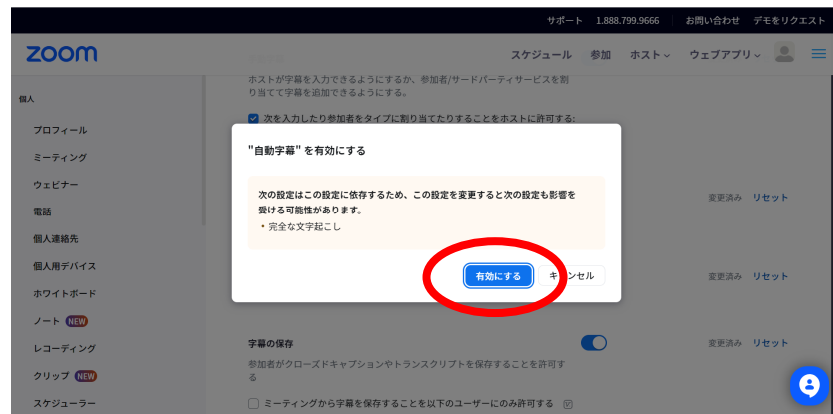 サポート 1.888.799.9666 お問い合わせ デモをリクエスト
zoom スケジュール 参加 ホスト ウェブアプリ
個人
プロフィール
ミーティング
ウェビナー
電話
個人連絡先
個人用デバイス
ホワイトボード
ノート NEW
レコーディング
クリップ NEW
スケジューラー
ホストが字幕を入力できるようにするか、参加者/サードパーティサービスを割
り当てて字幕を追加できるようにする。
次を入力したり参加者をタイプに割り当てたりすることをホストに許可する:
"自動字幕" を有効にする
次の設定はこの設定に依存するため、この設定を変更すると次の設定も影響を
受ける可能性があります。
• 完全な文字起こし
有効にする キャンセル
変更済み リセット
変更済み リセット
字幕の保存 変更済み リセット
参加者がクローズドキャプションやトランスクリプトを保存することを許可す
る
ミーティングから字幕を保存することを以下のユーザーにのみ許可する